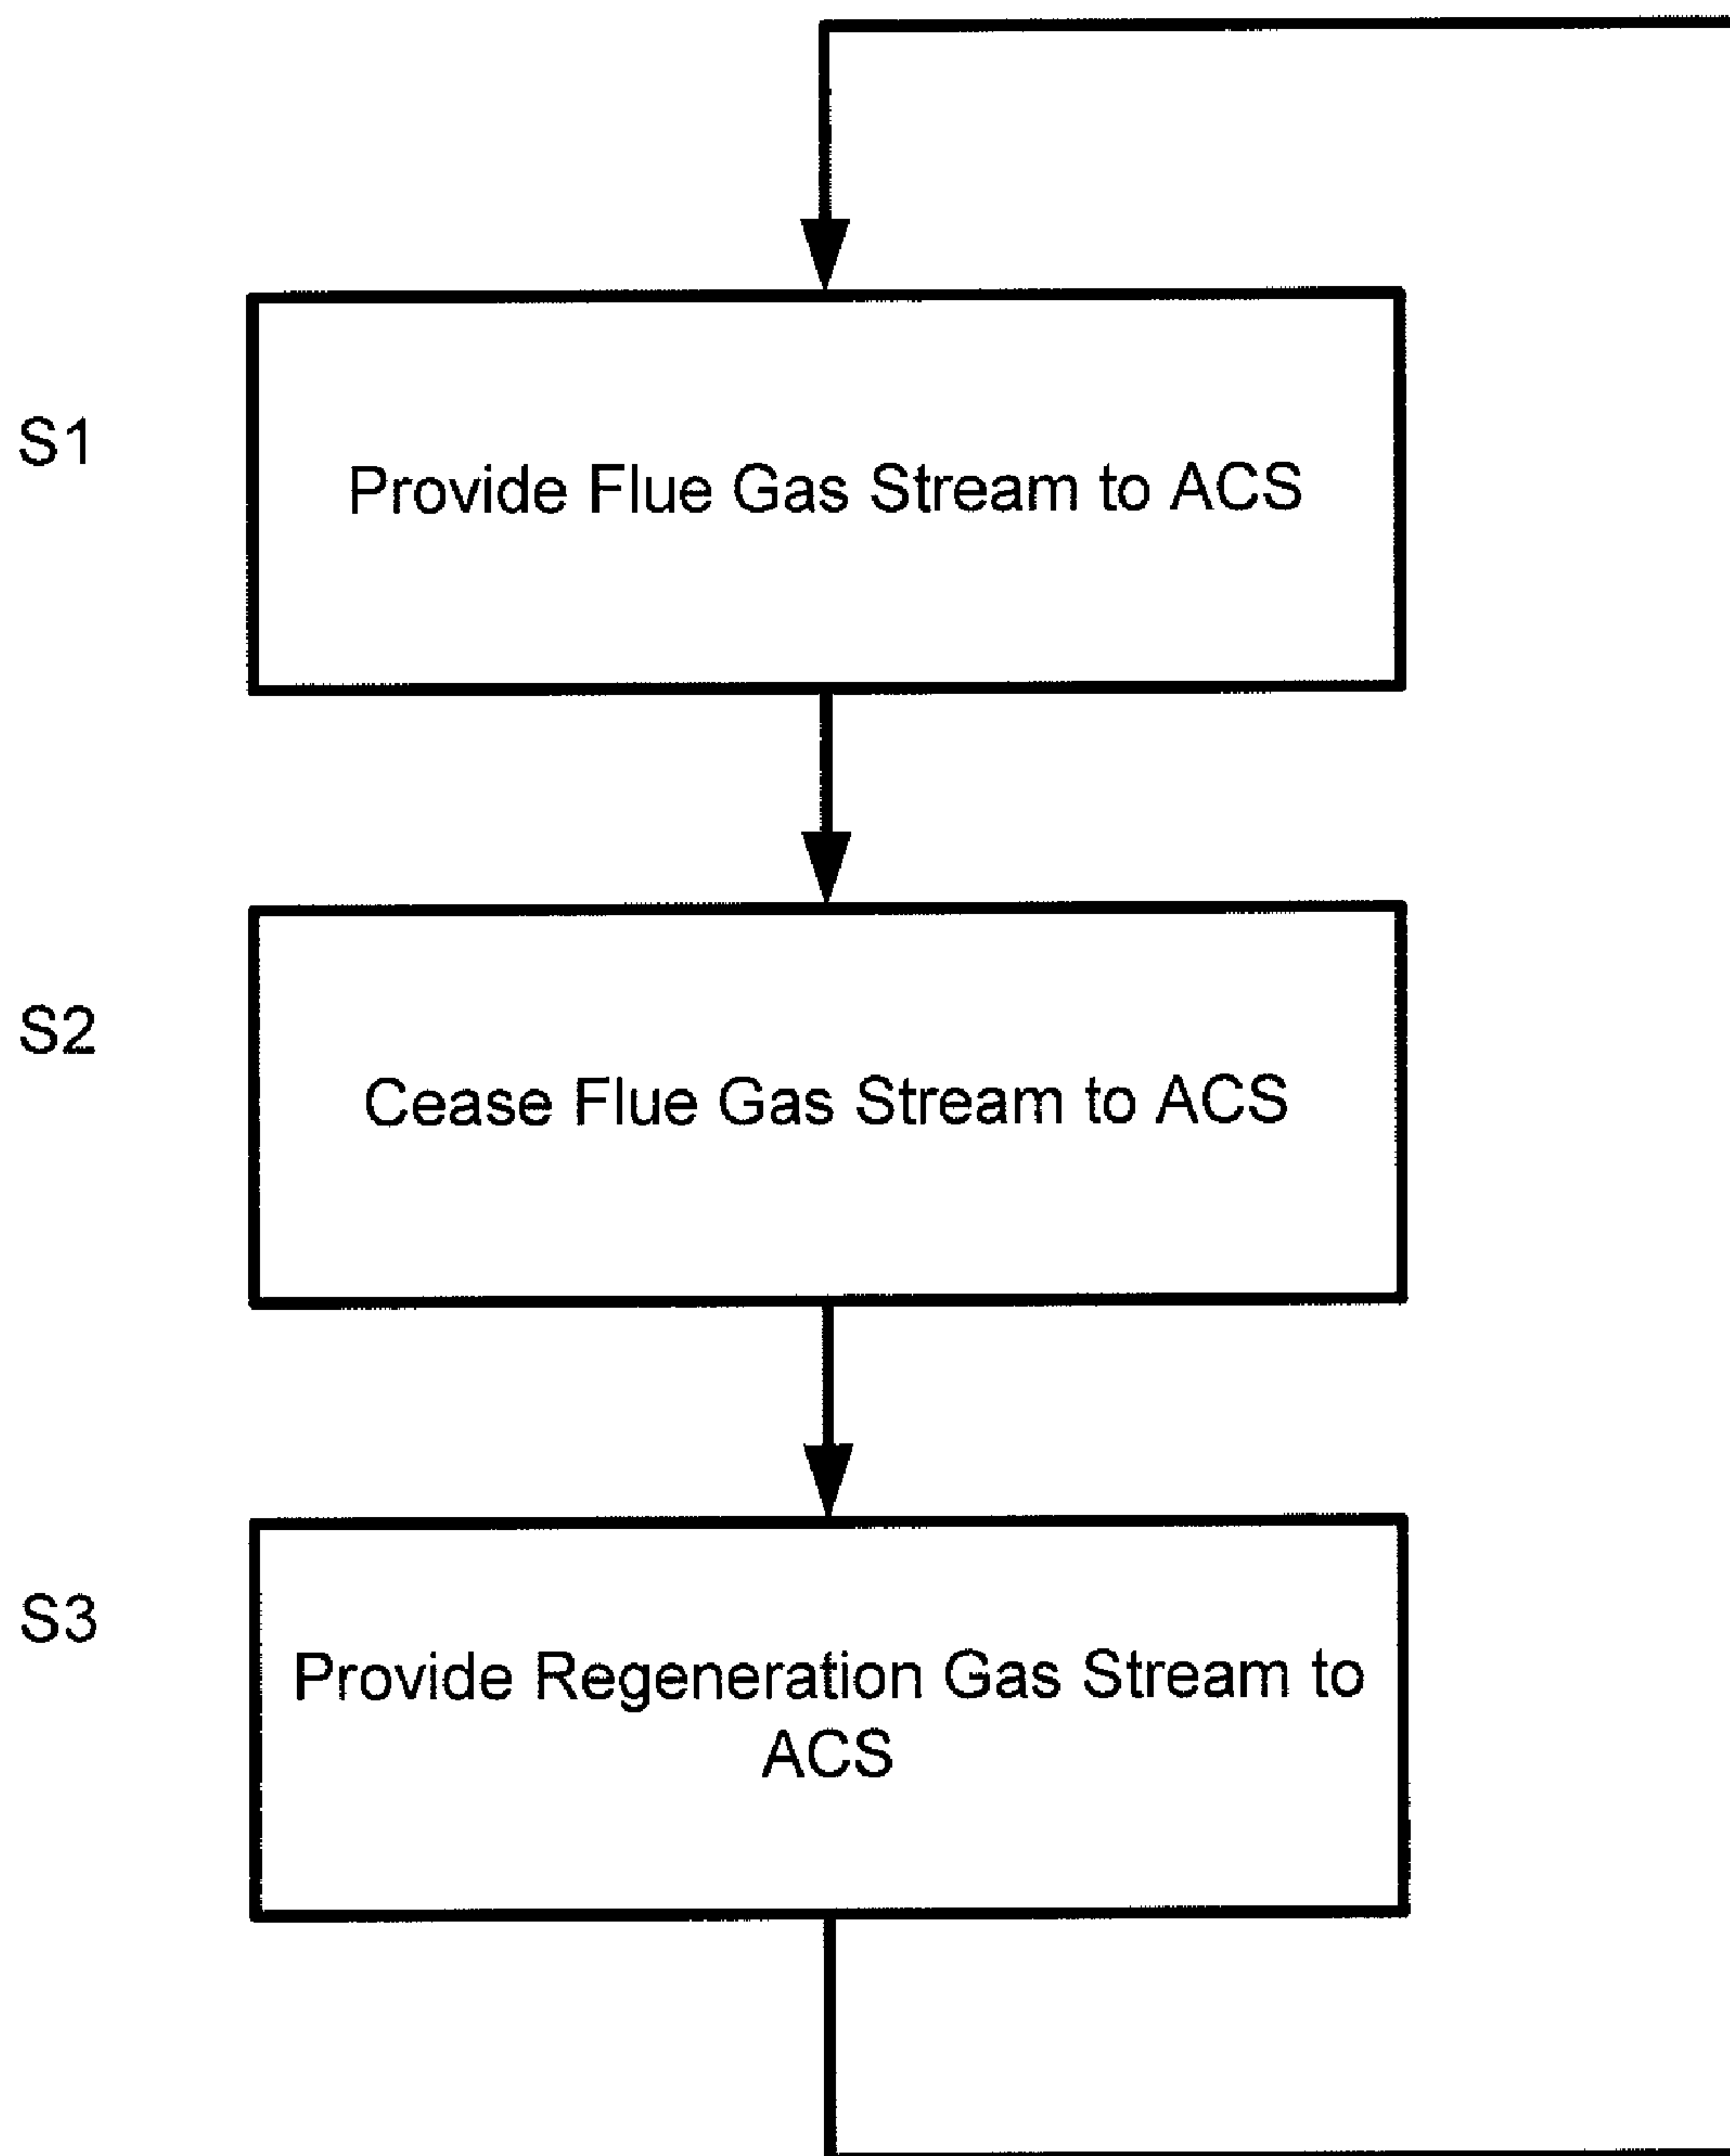 S1
Provide Flue Gas Stream to ACS
S2
Cease Flue Gas Stream to ACS
S3
Provide Regeneration Gas Stream to
ACS